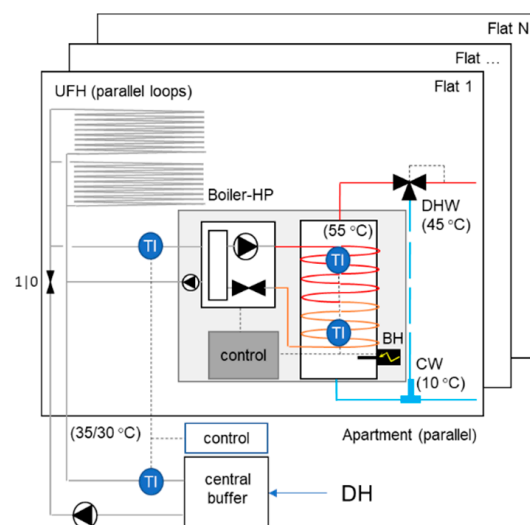 Flat N
Flat ...
Flat 1
UFH (parallel loops)
Boiler-HP
DHW
(45 °C)
(55 °C)
TI
TI
1|0
TI
control
BH
CW
(10 °C)
(35/30 °C)
control
Apartment (parallel)
TI
central
buffer
DH